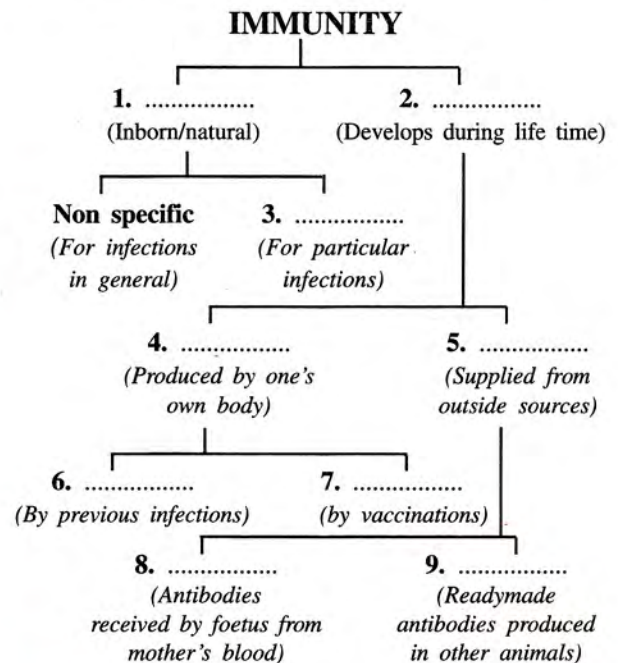 IMMUNITY
1. .................
2. .................
(Inborn/natural)
(Develops during life time)
Non specific
(For infections
in general)
3. .................
(For particular
infections)
4. .................
(Produced by one's
own body)
5. .................
(Supplied from
outside sources)
6. .................
(By previous infections)
7. .................
(by vaccinations)
8. .................
(Antibodies
received by foetus from
mother's blood)
9. .................
(Readymade
antibodies produced
in other animals)